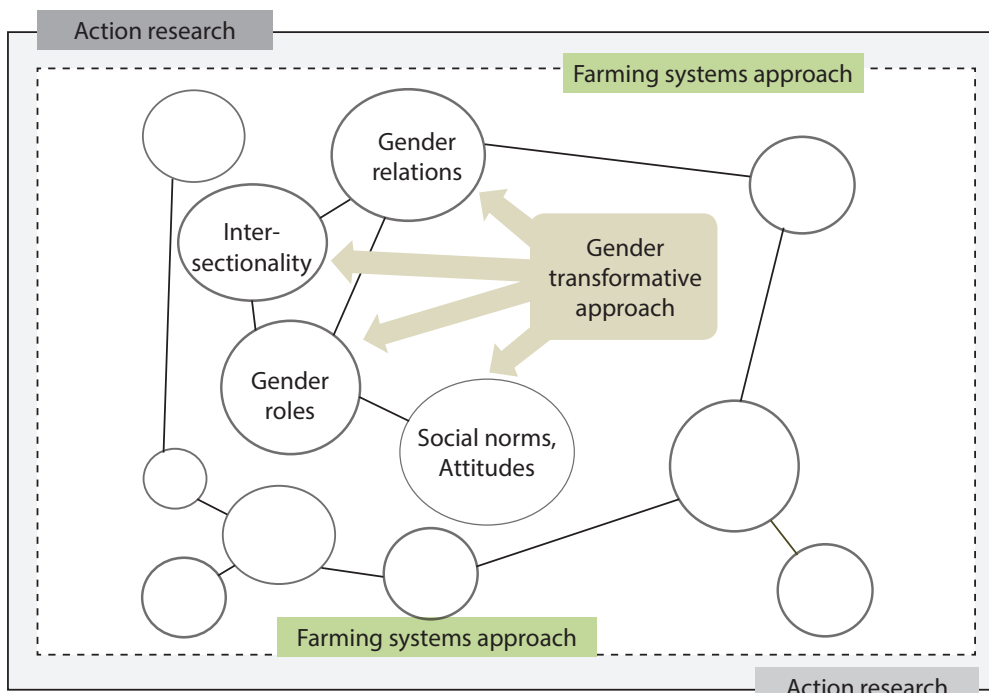 Action research
Farming systems approach
Gender
relations
Inter-
sectionality
Gender
transformative
approach
Gender
roles
Social norms,
Attitudes
Farming systems approach
Action research